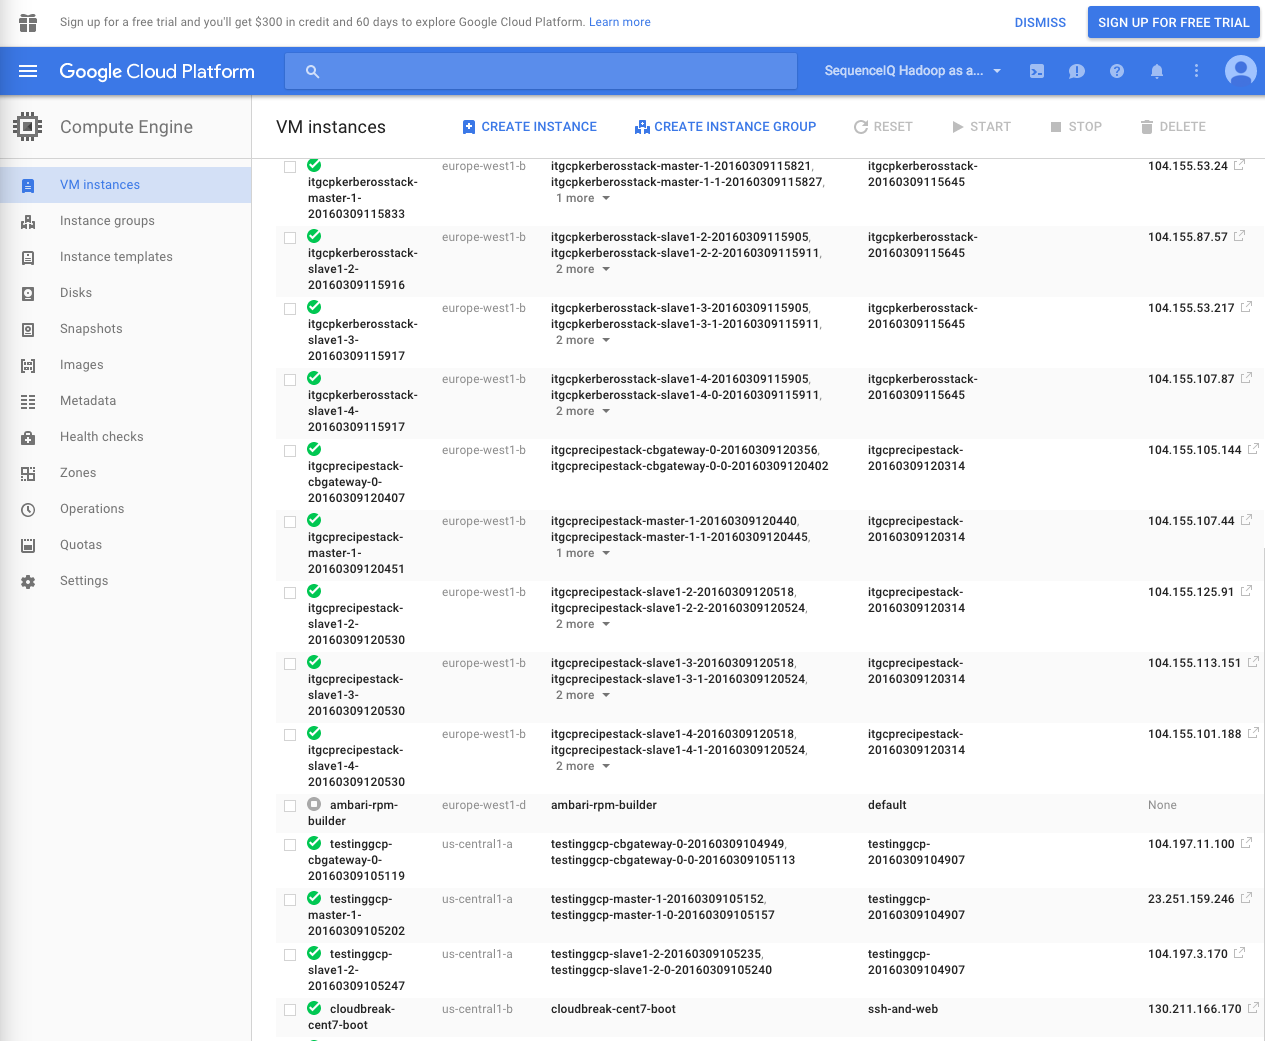 Sign up for a free trial and you'll get $300 in credit and 60 days to explore Google Cloud Platform. Learn more
DISMISS
SIGN UP FOR FREE TRIAL
Google Cloud Platform
SequenceIQ Hadoop as a...
Compute Engine
VM instances
Instance groups
Instance templates
Disks
Snapshots
Images
Metadata
Health checks
Zones
Operations
Quotas
Settings
VM instances
CREATE INSTANCE
CREATE INSTANCE GROUP
RESET
START
STOP
DELETE
itgcpkerberosstack-
master-1-
20160309115833
europe-west1-b
itgcpkerberosstack-master-1-20160309115821,
itgcpkerberosstack-master-1-1-20160309115827,
1 more
itgcpkerberosstack-
20160309115645
104.155.53.24
itgcpkerberosstack-
slave1-2-
20160309115916
europe-west1-b
itgcpkerberosstack-slave1-2-20160309115905,
itgcpkerberosstack-slave1-2-2-20160309115911,
2 more
itgcpkerberosstack-
20160309115645
104.155.87.57
itgcpkerberosstack-
slave1-3-
20160309115917
europe-west1-b
itgcpkerberosstack-slave1-3-20160309115905,
itgcpkerberosstack-slave1-3-1-20160309115911,
2 more
itgcpkerberosstack-
20160309115645
104.155.53.217
itgcpkerberosstack-
slave1-4-
20160309115917
europe-west1-b
itgcpkerberosstack-slave1-4-20160309115905,
itgcpkerberosstack-slave1-4-0-20160309115911,
2 more
itgcpkerberosstack-
20160309115645
104.155.107.87
itgcprecipestack-
cbgateway-0-
20160309120407
europe-west1-b
itgcprecipestack-cbgateway-0-20160309120356,
itgcprecipestack-cbgateway-0-0-20160309120402
itgcprecipestack-
20160309120314
104.155.105.144
itgcprecipestack-
master-1-
20160309120451
europe-west1-b
itgcprecipestack-master-1-20160309120440,
itgcprecipestack-master-1-1-20160309120445,
1 more
itgcprecipestack-
20160309120314
104.155.107.44
itgcprecipestack-
slave1-2-
20160309120530
europe-west1-b
itgcprecipestack-slave1-2-20160309120518,
itgcprecipestack-slave1-2-2-20160309120524,
2 more
itgcprecipestack-
20160309120314
104.155.125.91
itgcprecipestack-
slave1-3-
20160309120530
europe-west1-b
itgcprecipestack-slave1-3-20160309120518,
itgcprecipestack-slave1-3-1-20160309120524,
2 more
itgcprecipestack-
20160309120314
104.155.113.151
itgcprecipestack-
slave1-4-
20160309120530
europe-west1-b
itgcprecipestack-slave1-4-20160309120518,
itgcprecipestack-slave1-4-1-20160309120524,
2 more
itgcprecipestack-
20160309120314
104.155.101.188
ambari-rpm-
builder
europe-west1-d
ambari-rpm-builder
default
None
testinggcp-
cbgateway-0-
20160309105119
us-central1-a
testinggcp-cbgateway-0-20160309104949,
testinggcp-cbgateway-0-0-20160309105113
testinggcp-
20160309104907
104.197.11.100
testinggcp-
master-1-
20160309105202
us-central1-a
testinggcp-master-1-20160309105152,
testinggcp-master-1-0-20160309105157
testinggcp-
20160309104907
23.251.159.246
testinggcp-
slave1-2-
20160309105247
us-central1-a
testinggcp-slave1-2-20160309105235,
testinggcp-slave1-2-0-20160309105240
testinggcp-
20160309104907
104.197.3.170
cloudbreak-
cent7-boot
us-central1-b
cloudbreak-cent7-boot
ssh-and-web
130.211.166.170